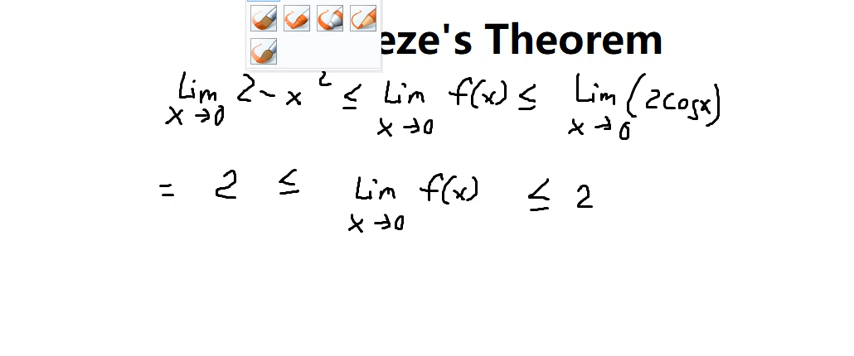 eze's Theorem
Lim x→0 2-x² ≤ Lim x→0 f(x) ≤ Lim x→0 (2cosx)
= 2 ≤ Lim x→0 f(x) ≤ 2